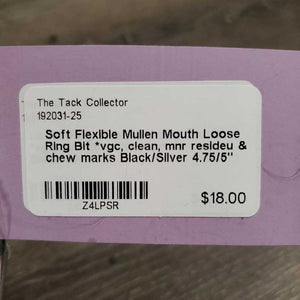 The Tack Collector
192031-25
Soft Flexible Mullen Mouth Loose
Ring Bit *vgc, clean, mnr resideu &
chew marks Black/Silver 4.75/5"
Z4LPSR
$18.00